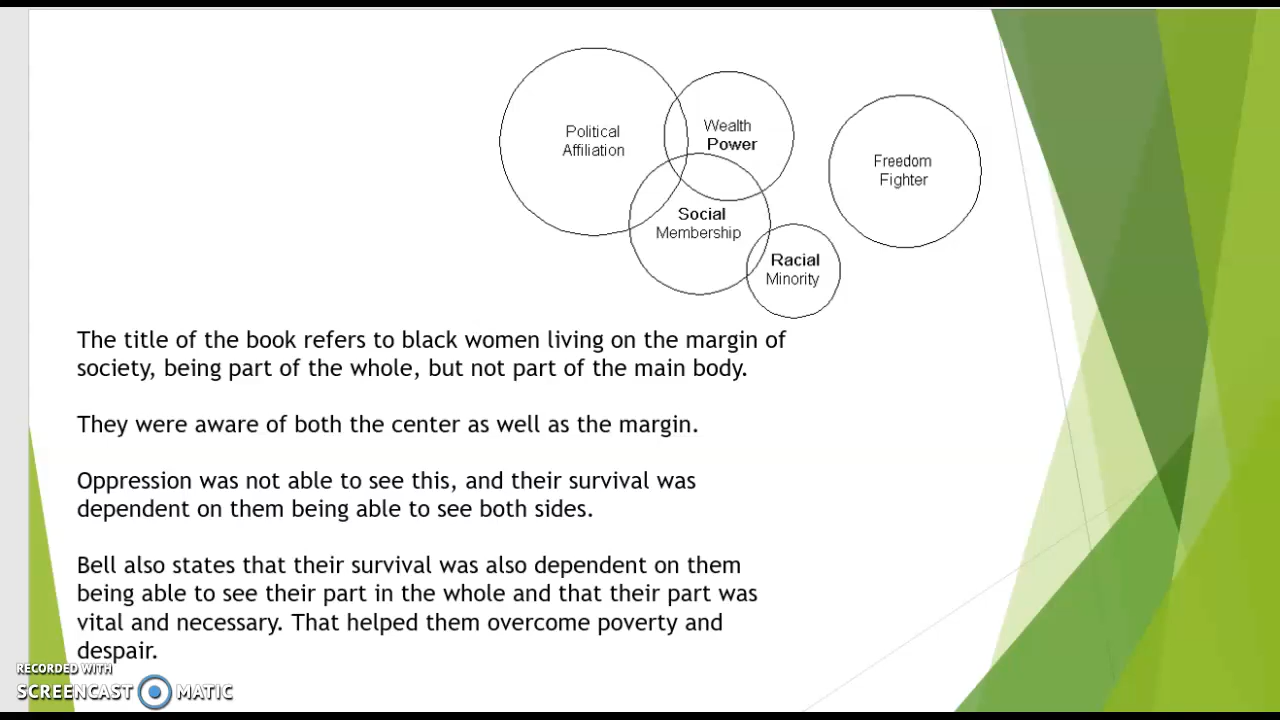 Political
Affiliation
Wealth
Power
Freedom
Fighter
Social
Membership
Racial
Minority
The title of the book refers to black women living on the margin of
society, being part of the whole, but not part of the main body.
They were aware of both the center as well as the margin.
Oppression was not able to see this, and their survival was
dependent on them being able to see both sides.
Bell also states that their survival was also dependent on them
being able to see their part in the whole and that their part was
vital and necessary. That helped them overcome poverty and
despair.
RECORDED WITH
SCREENCAST MATIC